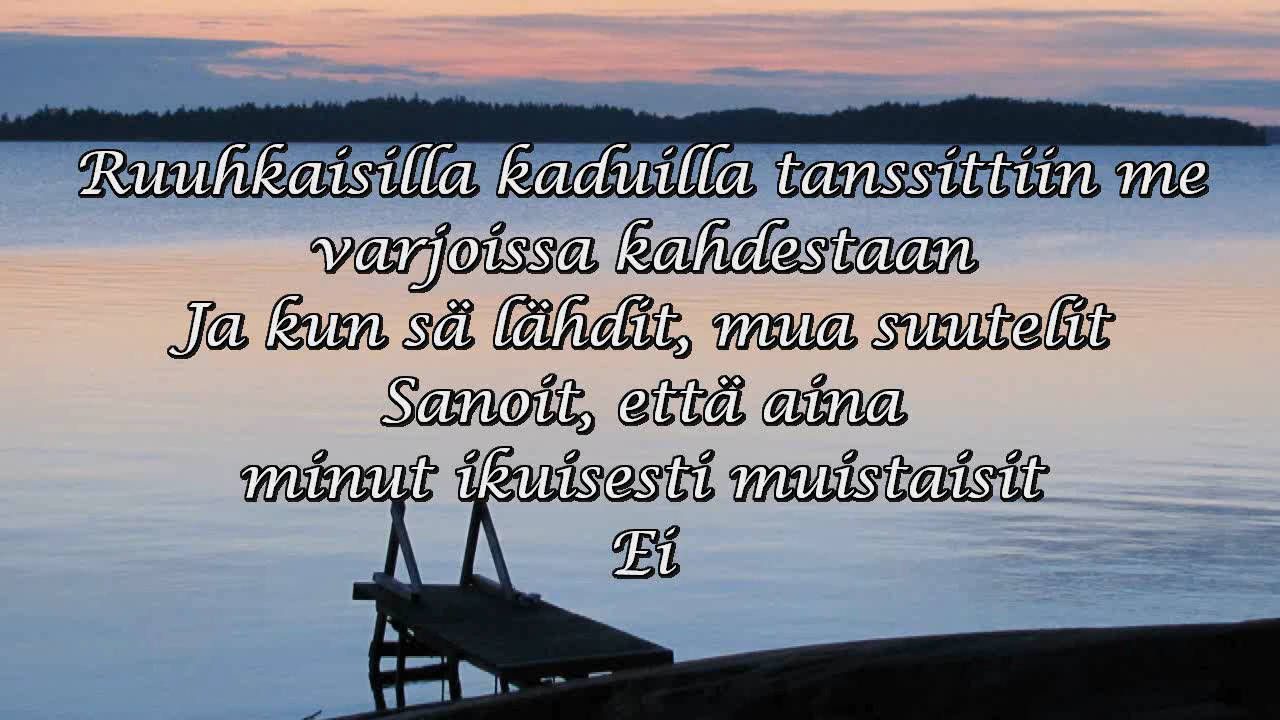 Ruuhkaisilla kaduilla tanssittiin me
varjoissa kahdestaan
Ja kun sä lähdit, mua suutelit
Sanoit, että aina
minut ikuisesti muistaisit
Ei